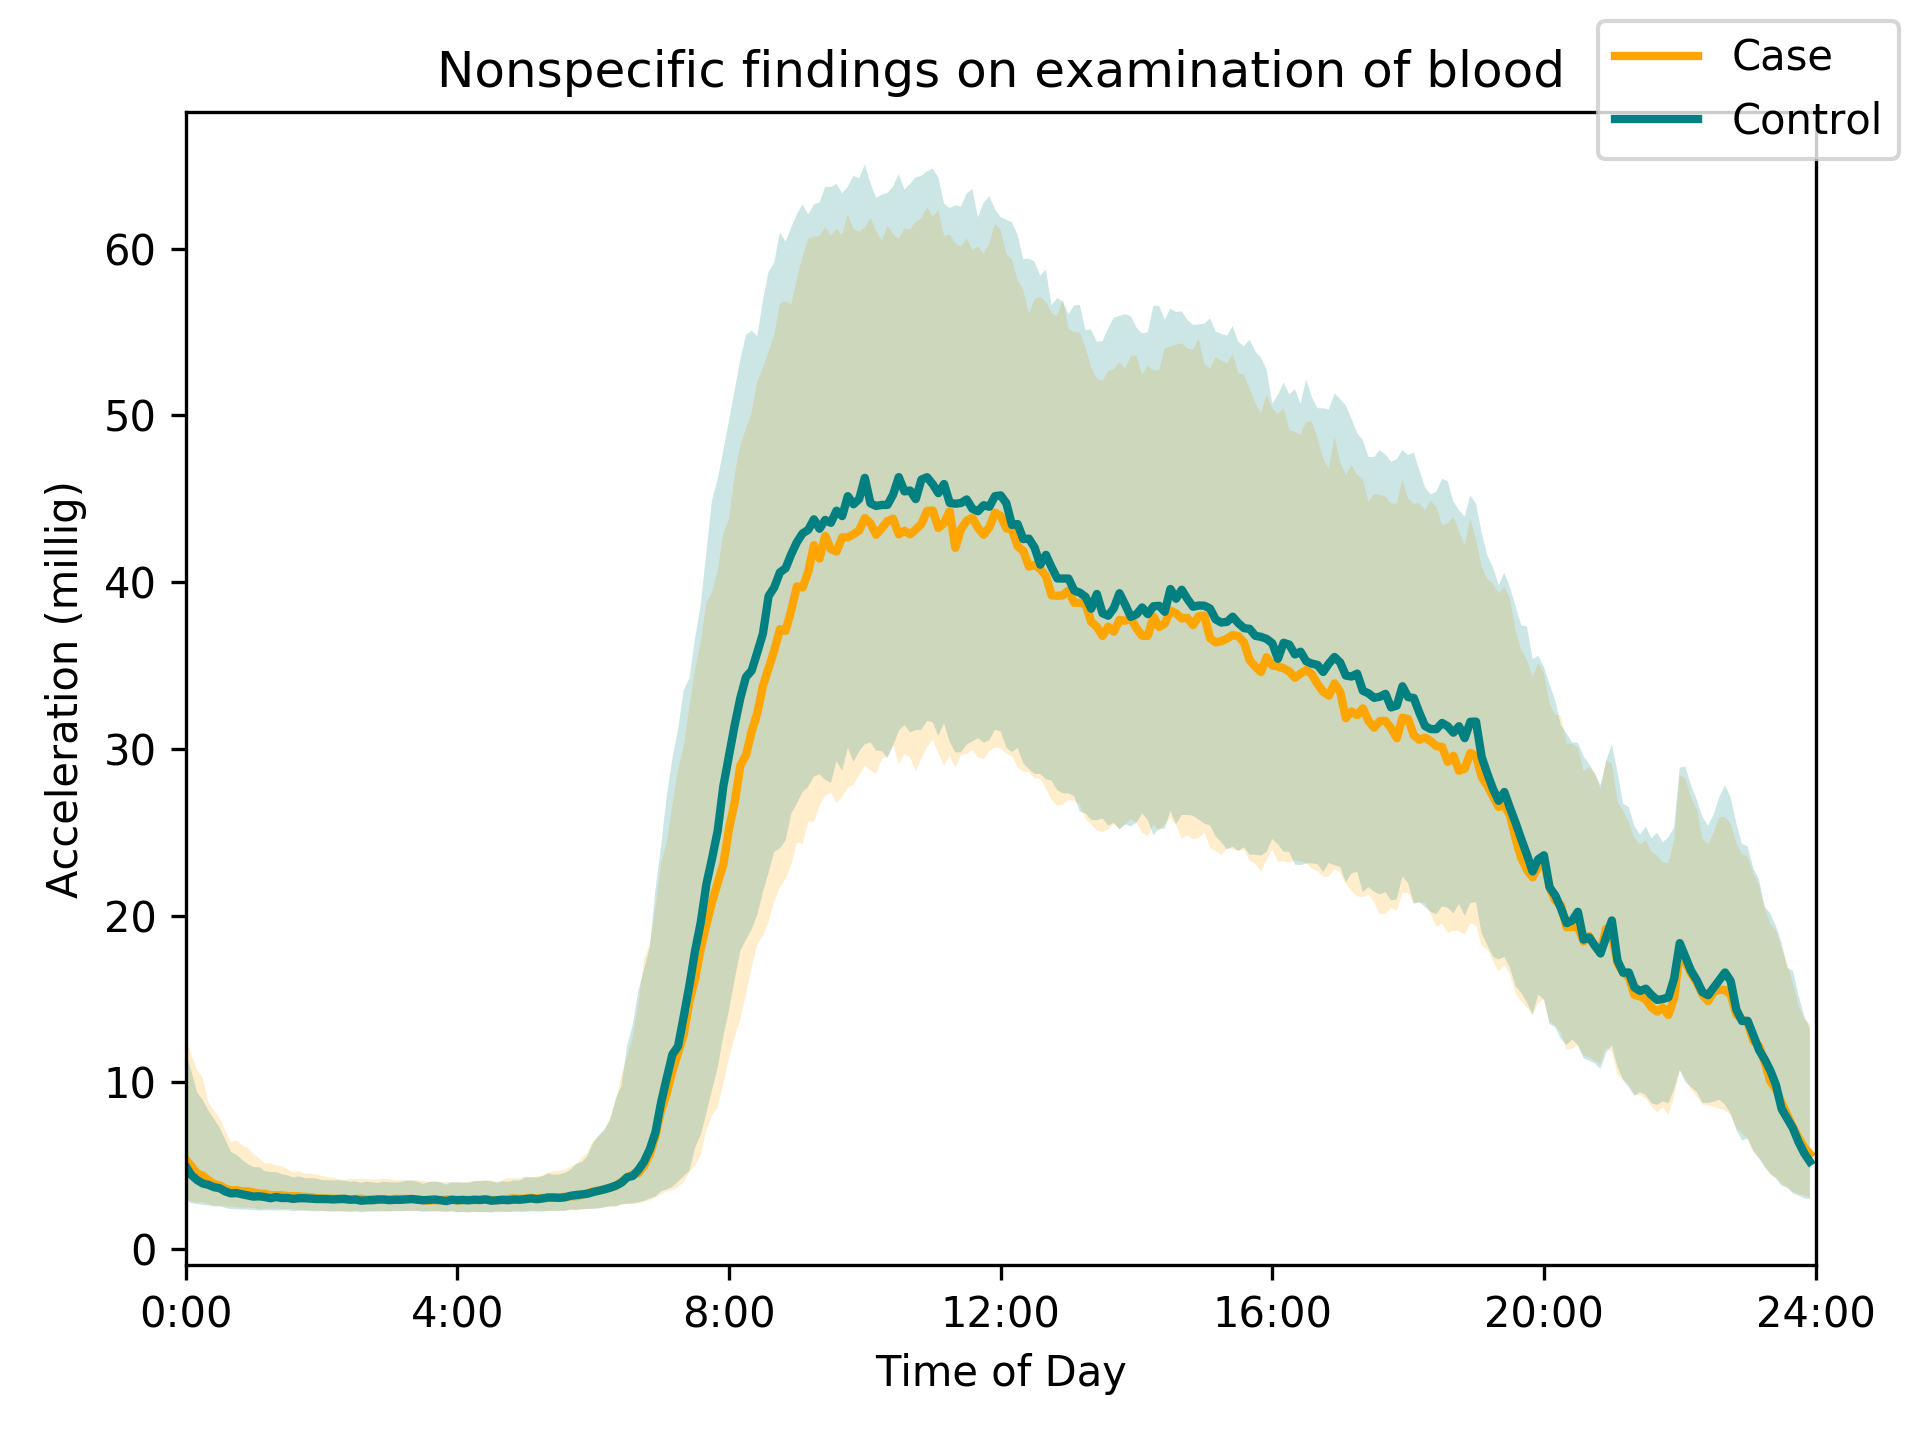 Nonspecific findings on examination of blood
Case
Control
Acceleration (millig)
60
50
40
30
20
10
0
0:00 4:00 8:00 12:00 16:00 20:00 24:00
Time of Day